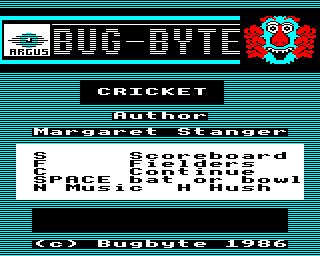 BUG-BYTE
ARGUS
CRICKET
Author
Margaret Stanger
S Scoreboard
F Fielders
C Continue
SPACE bat or bowl
N Music H Hush
(c) Bugbyte 1986